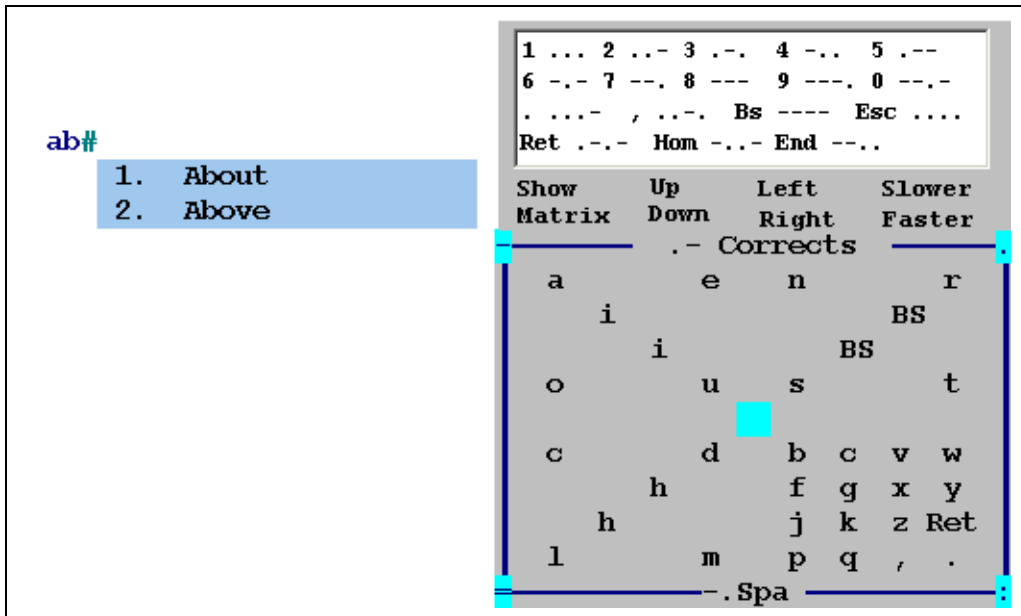 ab#
1. About
2. Above
1 ... 2 ..- 3 .-. 4 -.. 5 .--
6 -.- 7 --. 8 --- 9 ---. 0 --.-
. ...- , ..-. Bs ---- Esc ....
Ret .-.- Hom -..- End --..
Show Up Left Slower
Matrix Down Right Faster
- .- Corrects .
a e n r
i BS
i BS
o u s t
c d b c v w
h f g x y
h j k z Ret
l m p q , .
= -.Spa :